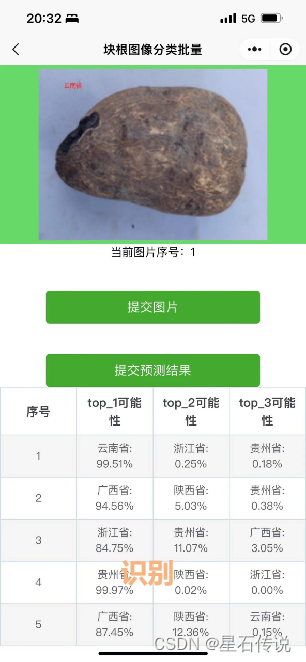 20:32
5G
块根图像分类批量
云南省
当前图片序号：1
提交图片
提交预测结果
序号 top_1可能性 top_2可能性 top_3可能性
1 云南省: 99.51% 浙江省: 0.25% 贵州省: 0.18%
2 广西省: 94.56% 陕西省: 5.03% 贵州省: 0.38%
3 浙江省: 84.75% 贵州省: 11.07% 广西省: 3.05%
4 贵州省: 99.97% 陕西省: 0.02% 浙江省: 0.00%
识别
5 广西省: 87.45% 陕西省: 12.36% 云南省: 0.15%
CSDN @星石传说